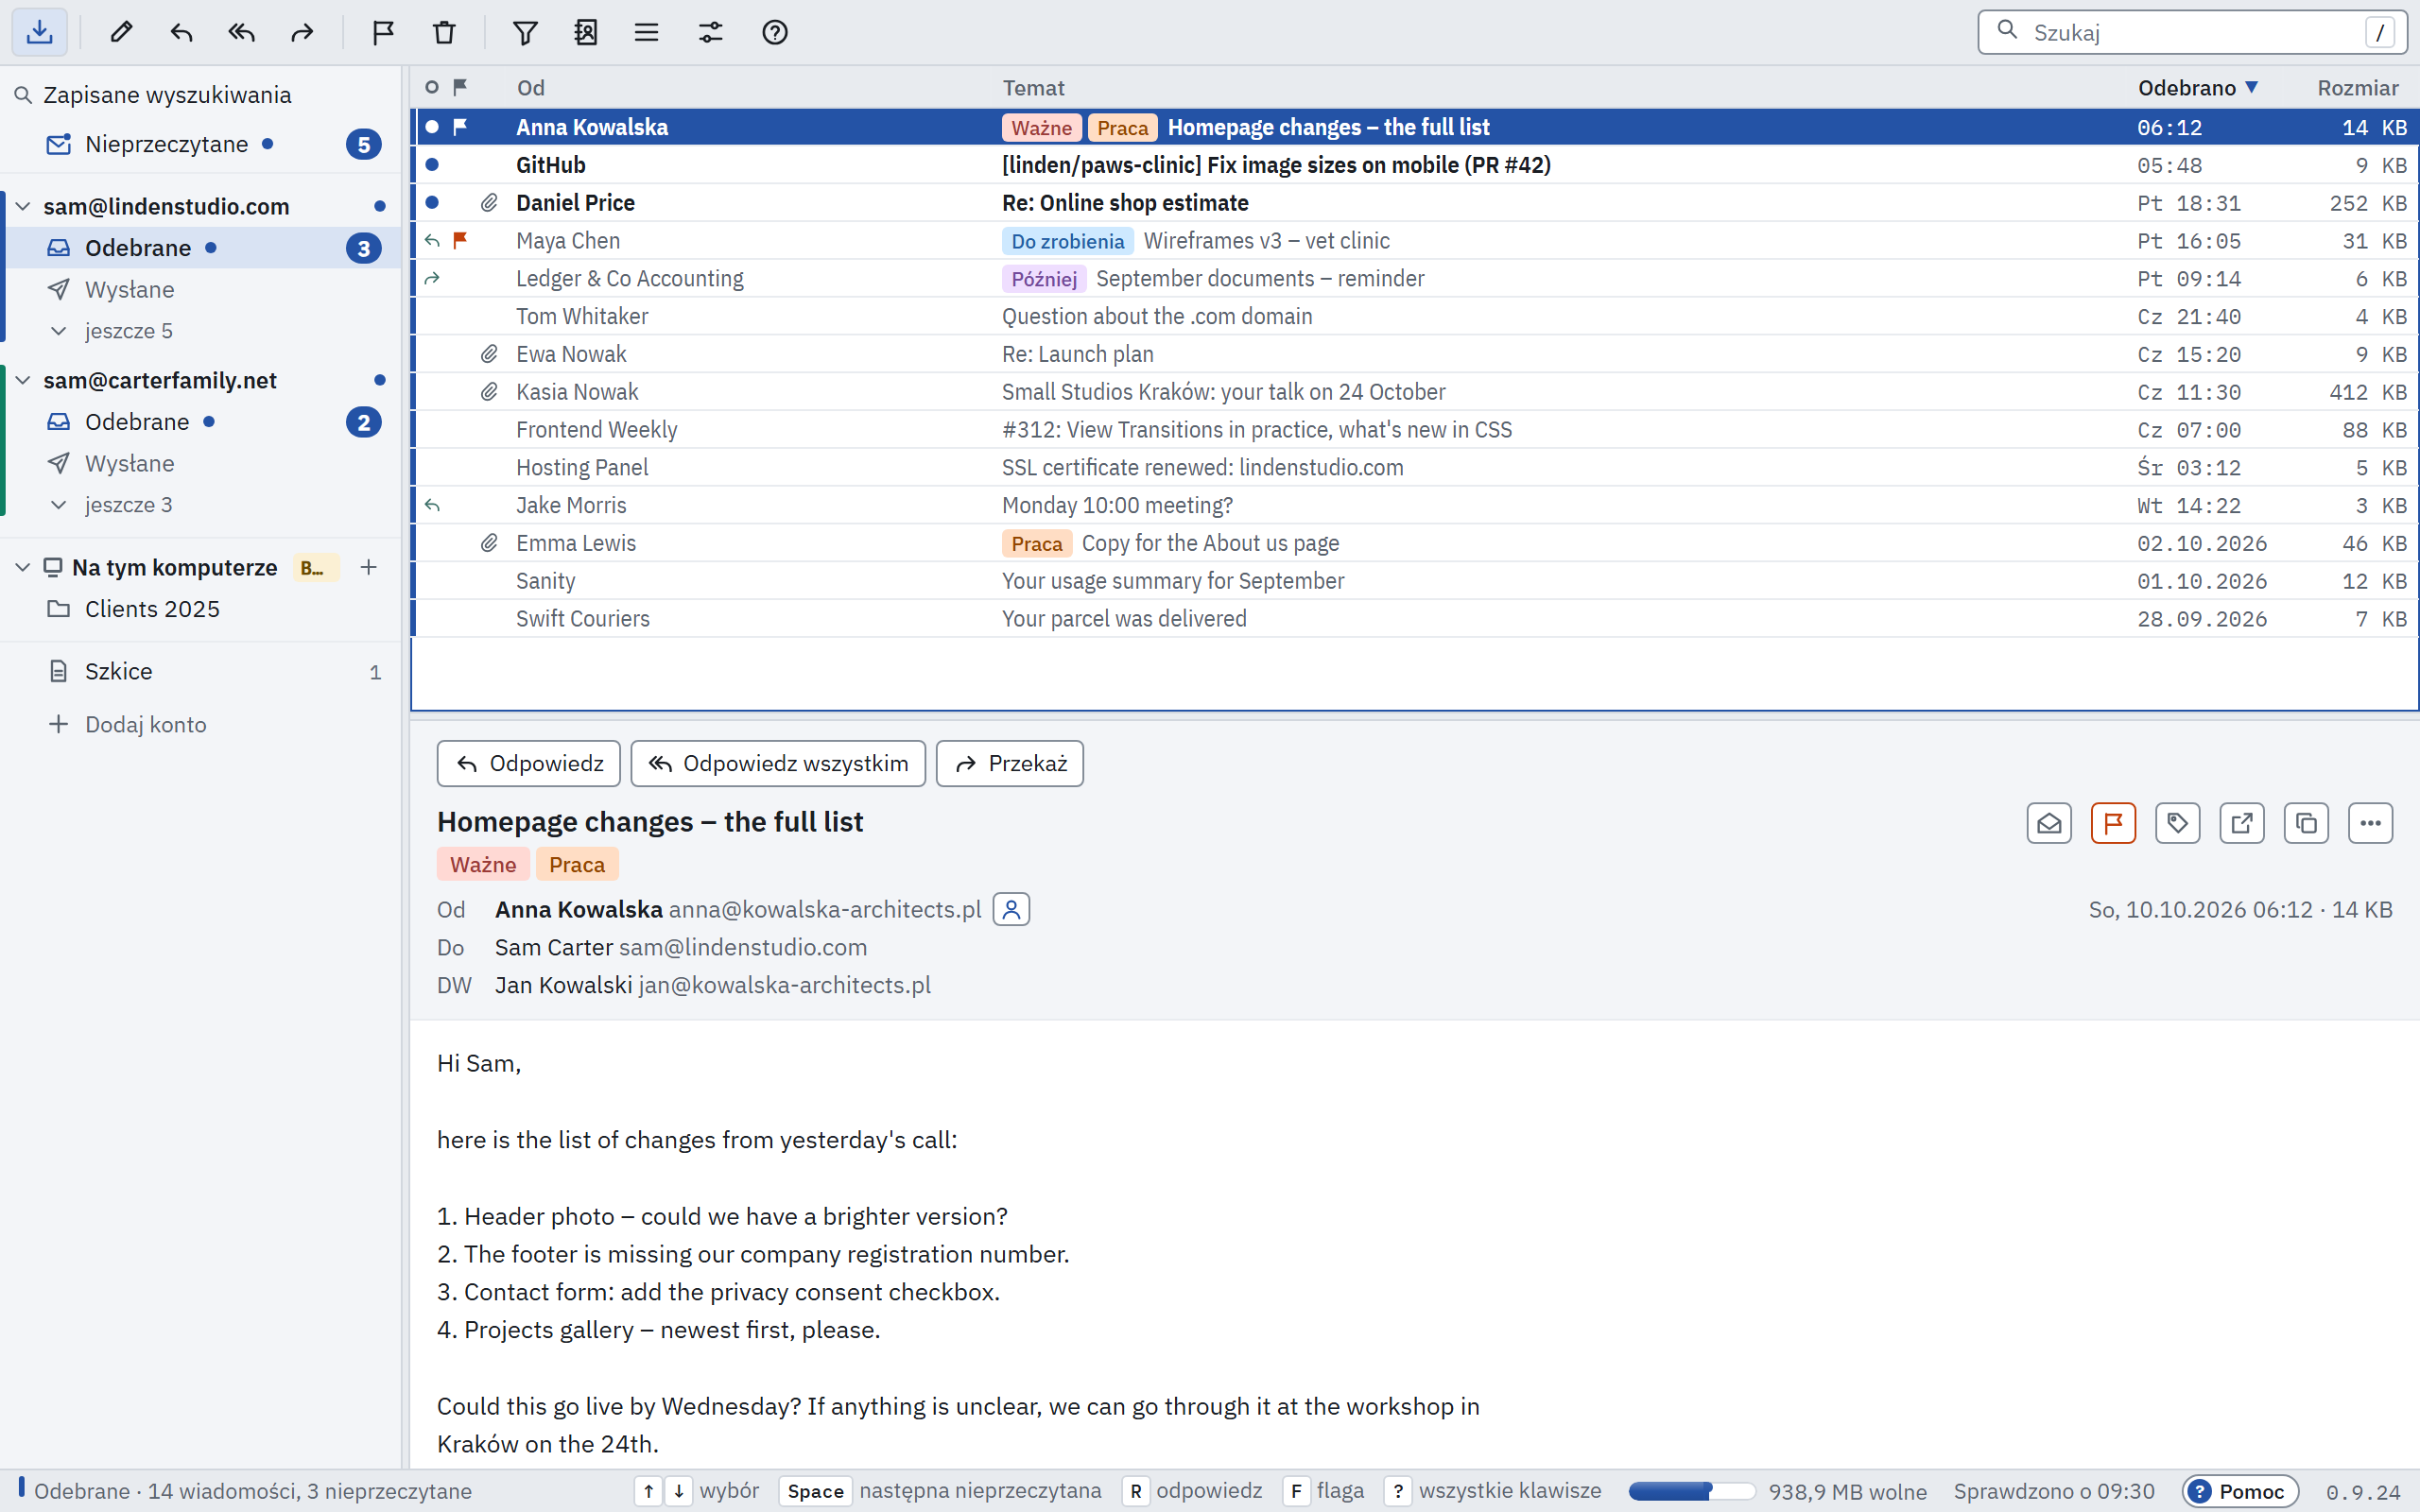 Szukaj /
Zapisane wyszukiwania
Nieprzeczytane 5
sam@lindenstudio.com
Odebrane 3
Wysłane
jeszcze 5
sam@carterfamily.net
Odebrane 2
Wysłane
jeszcze 3
Na tym komputerze B... +
Clients 2025
Szkice 1
Dodaj konto
Od Temat Odebrano Rozmiar
Anna Kowalska Ważne Praca Homepage changes – the full list 06:12 14 KB
GitHub [linden/paws-clinic] Fix image sizes on mobile (PR #42) 05:48 9 KB
Daniel Price Re: Online shop estimate Pt 18:31 252 KB
Maya Chen Do zrobienia Wireframes v3 – vet clinic Pt 16:05 31 KB
Ledger & Co Accounting Później September documents – reminder Pt 09:14 6 KB
Tom Whitaker Question about the .com domain Cz 21:40 4 KB
Ewa Nowak Re: Launch plan Cz 15:20 9 KB
Kasia Nowak Small Studios Kraków: your talk on 24 October Cz 11:30 412 KB
Frontend Weekly #312: View Transitions in practice, what's new in CSS Cz 07:00 88 KB
Hosting Panel SSL certificate renewed: lindenstudio.com Śr 03:12 5 KB
Jake Morris Monday 10:00 meeting? Wt 14:22 3 KB
Emma Lewis Praca Copy for the About us page 02.10.2026 46 KB
Sanity Your usage summary for September 01.10.2026 12 KB
Swift Couriers Your parcel was delivered 28.09.2026 7 KB
Odpowiedz Odpowiedz wszystkim Przekaż
Homepage changes – the full list
Ważne Praca
Od Anna Kowalska anna@kowalska-architects.pl So, 10.10.2026 06:12 · 14 KB
Do Sam Carter sam@lindenstudio.com
DW Jan Kowalski jan@kowalska-architects.pl
Hi Sam,
here is the list of changes from yesterday's call:
1. Header photo – could we have a brighter version?
2. The footer is missing our company registration number.
3. Contact form: add the privacy consent checkbox.
4. Projects gallery – newest first, please.
Could this go live by Wednesday? If anything is unclear, we can go through it at the workshop in
Kraków on the 24th.
Odebrane · 14 wiadomości, 3 nieprzeczytane ↑ ↓ wybór Space następna nieprzeczytana R odpowiedz F flaga ? wszystkie klawisze 938,9 MB wolne Sprawdzono o 09:30 ? Pomoc 0.9.24